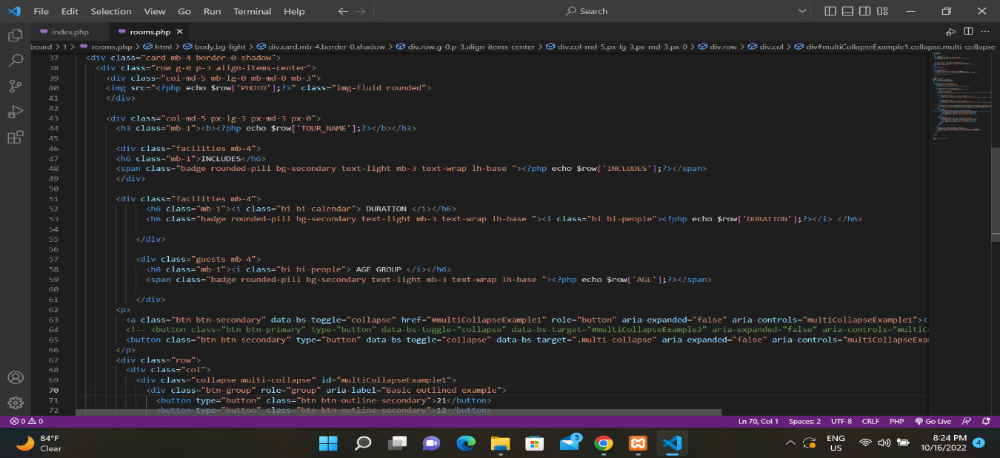 File Edit Selection View Go Run Terminal Help Search
index.php rooms.php
board > 1 > rooms.php > html > body.bg-light > div.card.mb-4.border-0.shadow > div.row.g-0.p-3.align-items-center > div.col-md-5.px-lg-3.px-md-3.px-0 > div.row > div.col > div#multiCollapseExample1.collapse.multi-collapse
37 <div class="card mb-4 border-0 shadow">
38 <div class="row g-0 p-3 align-items-center">
39 <div class="col-md-5 mb-lg-0 mb-md-0 mb-3">
40 <img src="<?php echo $row['PHOTO'];?>" class="img-fluid rounded">
41 </div>
42
43 <div class="col-md-5 px-lg-3 px-md-3 px-0">
44 <h3 class="mb-1"><b><?php echo $row['TOUR_NAME'];?></b></h3>
45
46 <div class="facilities mb-4">
47 <h6 class="mb-1">INCLUDES</h6>
48 <span class="badge rounded-pill bg-secondary text-light mb-3 text-wrap lh-base "><?php echo $row['INCLUDES'];?></span>
49 </div>
50
51 <div class="facilities mb-4">
52 <h6 class="mb-1"><i class="bi bi-calendar"> DURATION </i></h6>
53 <h6 class="badge rounded-pill bg-secondary text-light mb-3 text-wrap lh-base "><i class="bi bi-people"><?php echo $row['DURATION'];?></i> </h6>
54
55 </div>
56
57 <div class="guests mb-4">
58 <h6 class="mb-1"><i class="bi bi-people"> AGE GROUP </i></h6>
59 <span class="badge rounded-pill bg-secondary text-light mb-3 text-wrap lh-base "><?php echo $row['AGE'];?></span>
60
61 </div>
62 <p>
63 <a class="btn btn-secondary" data-bs-toggle="collapse" href="#multiCollapseExample1" role="button" aria-expanded="false" aria-controls="multiCollapseExample1"><
64 <!-- <button class="btn btn-primary" type="button" data-bs-toggle="collapse" data-bs-target="#multiCollapseExample2" aria-expanded="false" aria-controls="multiC
65 <button class="btn btn-secondary" type="button" data-bs-toggle="collapse" data-bs-target=".multi-collapse" aria-expanded="false" aria-controls="multiCollapseExa
66 </p>
67 <div class="row">
68 <div class="col">
69 <div class="collapse multi-collapse" id="multiCollapseExample1">
70 <div class="btn-group" role="group" aria-label="Basic outlined example">
71 <button type="button" class="btn btn-outline-secondary">21</button>
72 <button type="button" class="btn btn-outline-secondary">12</button>
0 0 Ln 70, Col 1 Spaces: 2 UTF-8 CRLF PHP Go Live
84°F
Clear
3
ENG
US
8:24 PM
10/16/2022
4